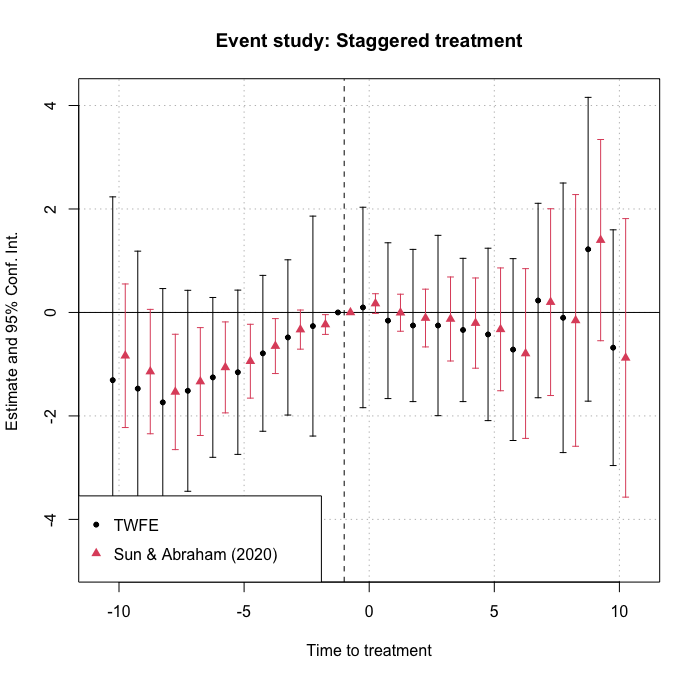 Event study: Staggered treatment
Estimate and 95% Conf. Int.
4
2
0
-2
-4
TWFE
Sun & Abraham (2020)
-10
-5
0
5
10
Time to treatment